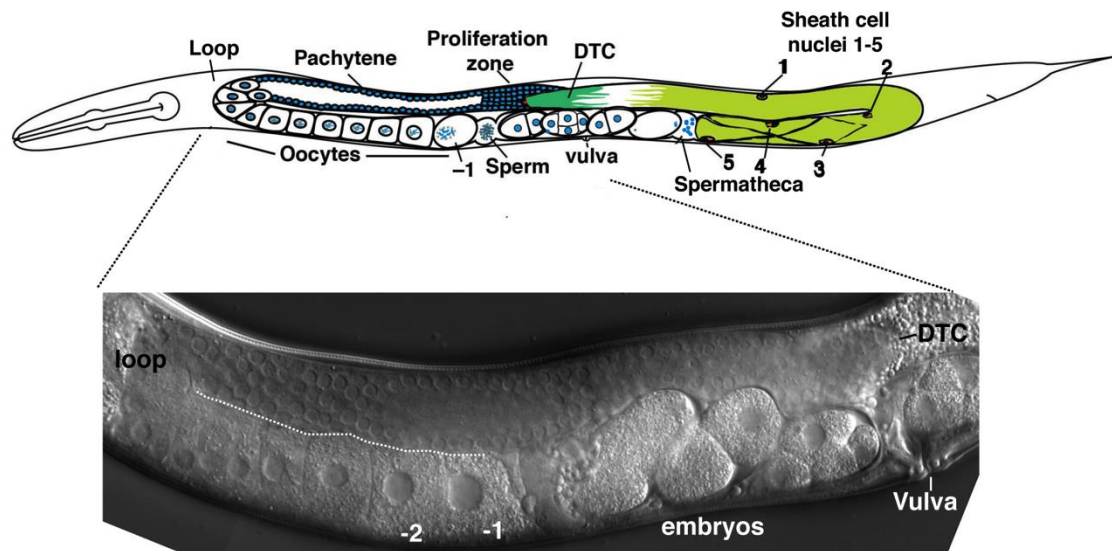 Sheath cell
nuclei 1-5
Loop
Pachytene
Proliferation
zone
DTC
1
2
Oocytes
–1
Sperm
vulva
5
4
3
Spermatheca
loop
DTC
-2
-1
embryos
Vulva